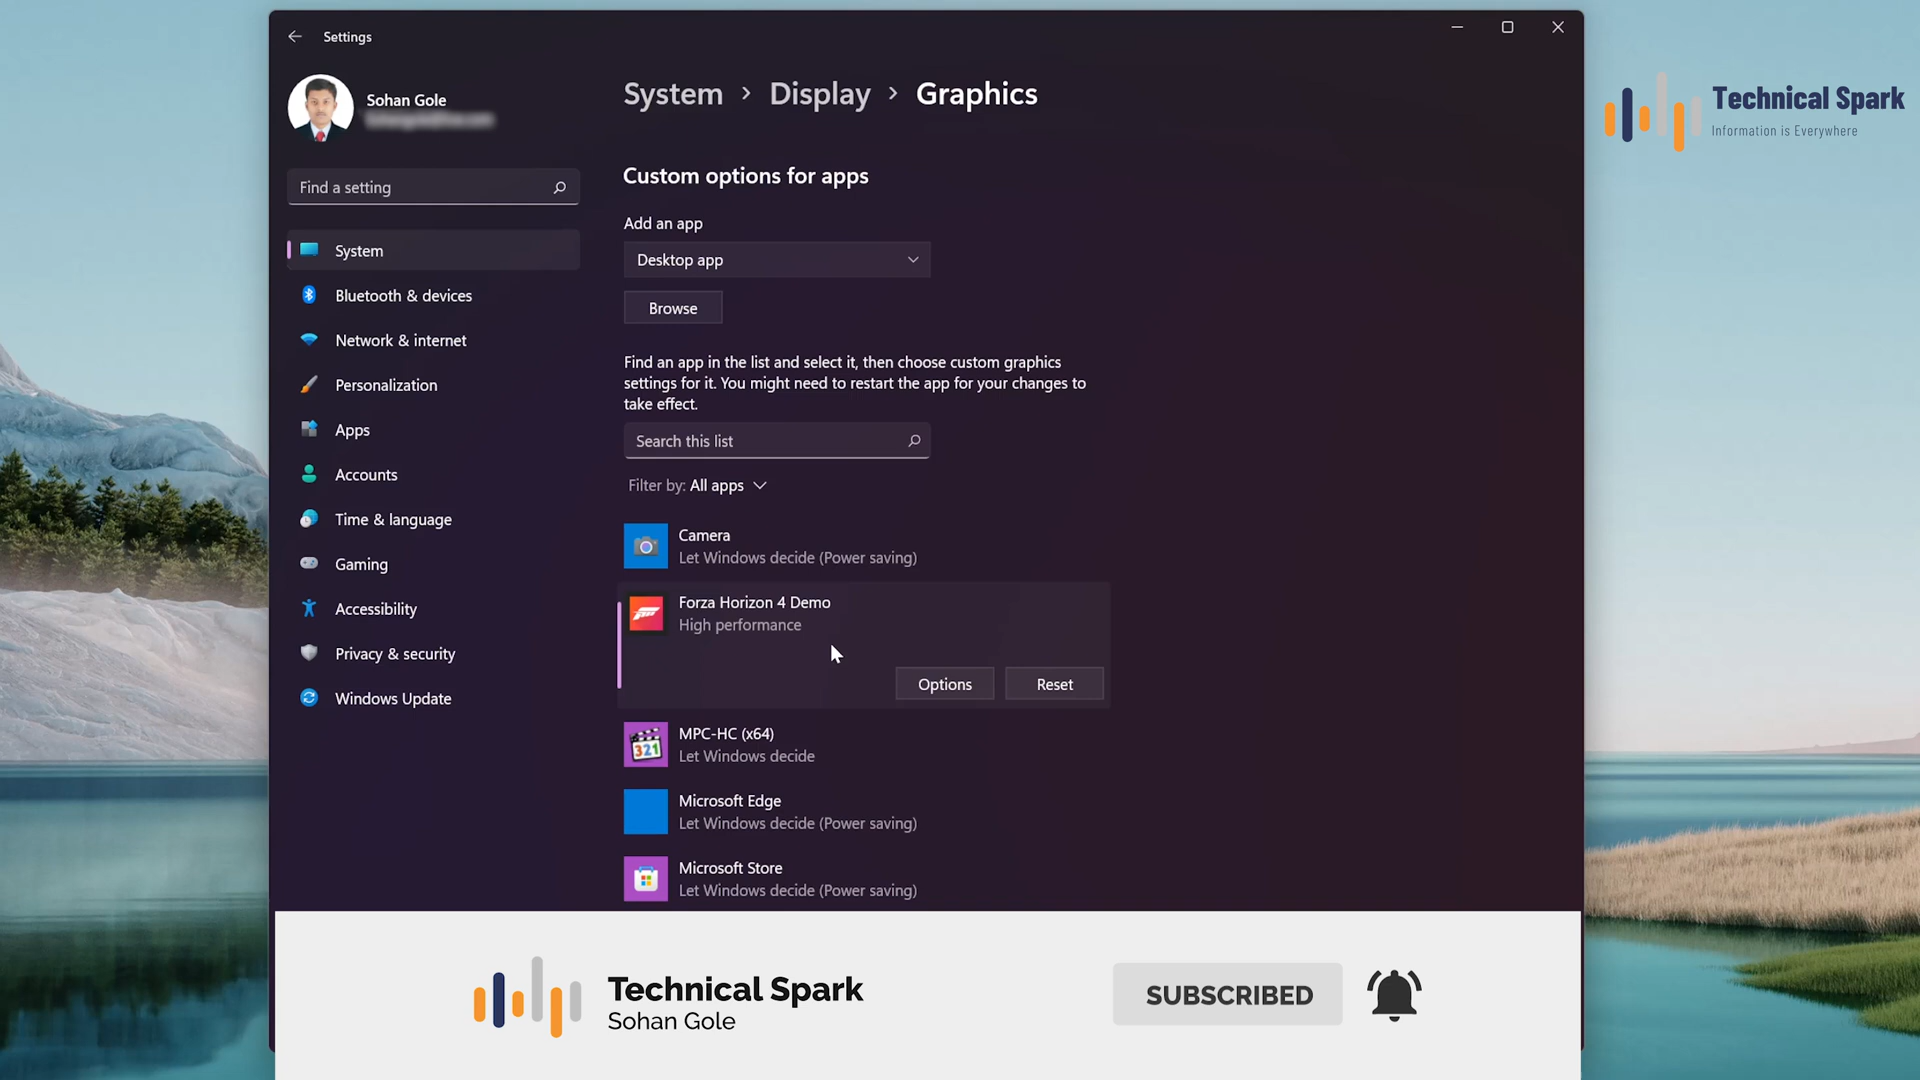 Settings
Sohan Gole
Find a setting
System
Bluetooth & devices
Network & internet
Personalization
Apps
Accounts
Time & language
Gaming
Accessibility
Privacy & security
Windows Update
System > Display > Graphics
Custom options for apps
Add an app
Desktop app
Browse
Find an app in the list and select it, then choose custom graphics
settings for it. You might need to restart the app for your changes to
take effect.
Search this list
Filter by: All apps
Camera
Let Windows decide (Power saving)
Forza Horizon 4 Demo
High performance
Options Reset
321
MPC-HC (x64)
Let Windows decide
Microsoft Edge
Let Windows decide (Power saving)
Microsoft Store
Let Windows decide (Power saving)
Technical Spark
Information is Everywhere
Technical Spark
Sohan Gole
SUBSCRIBED